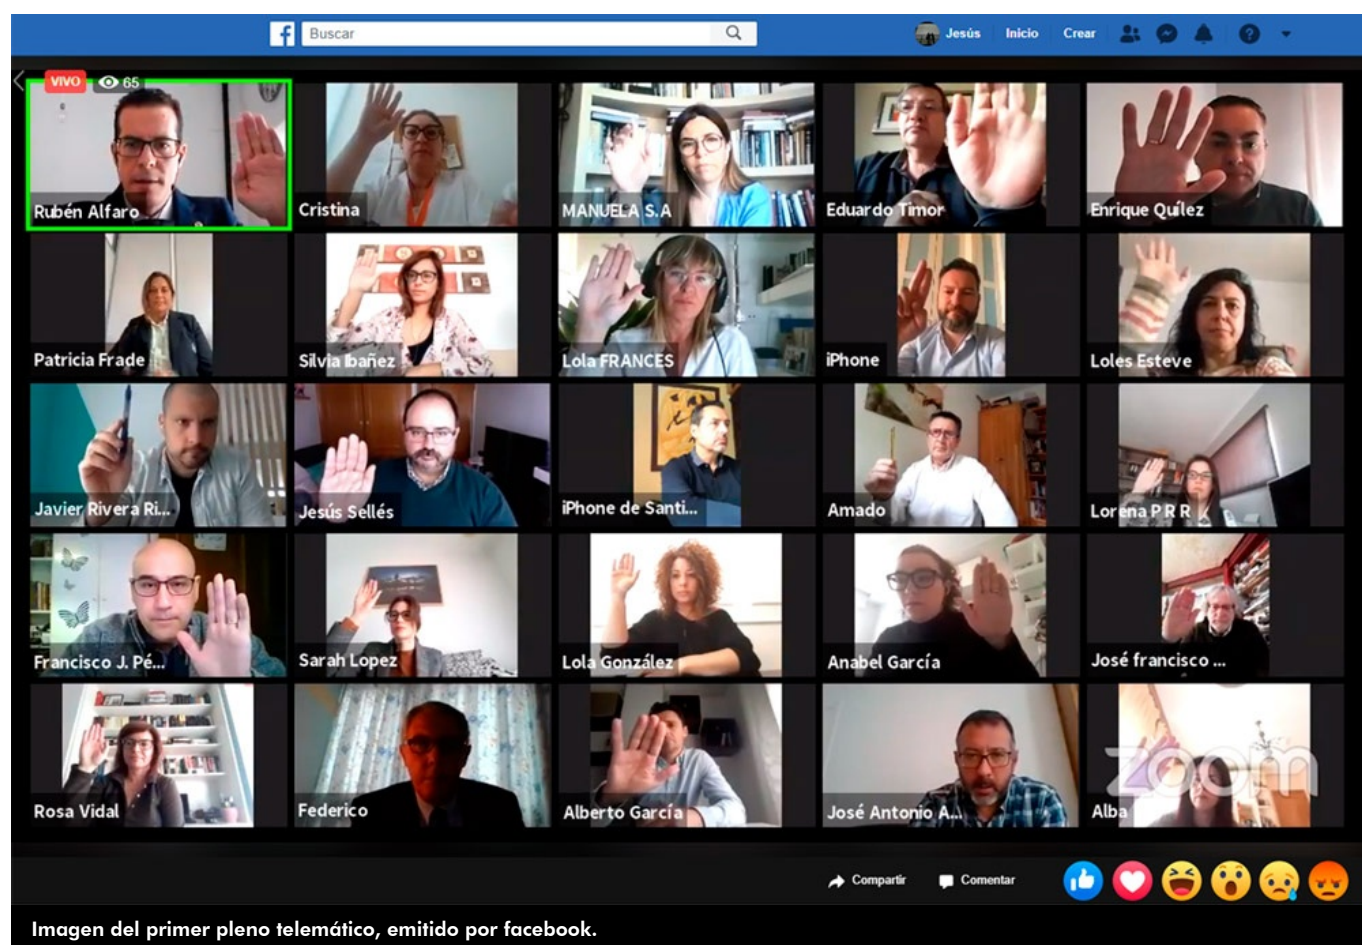 f Buscar
Jesús Inicio Crear
VIVO 65
Rubén Alfaro
Cristina
MANUELA S.A
Eduardo Timor
Enrique Quílez
Patricia Frade
Silvia Ibañez
Lola FRANCES
iPhone
Loles Esteve
Javier Rivera Ri...
Jesús Sellés
iPhone de Santi...
Amado
Lorena P R R
Francisco J. Pé...
Sarah Lopez
Lola González
Anabel García
José francisco ...
Rosa Vidal
Federico
Alberto García
José Antonio A...
Alba
zoom
Compartir Comentar
Imagen del primer pleno telemático, emitido por facebook.